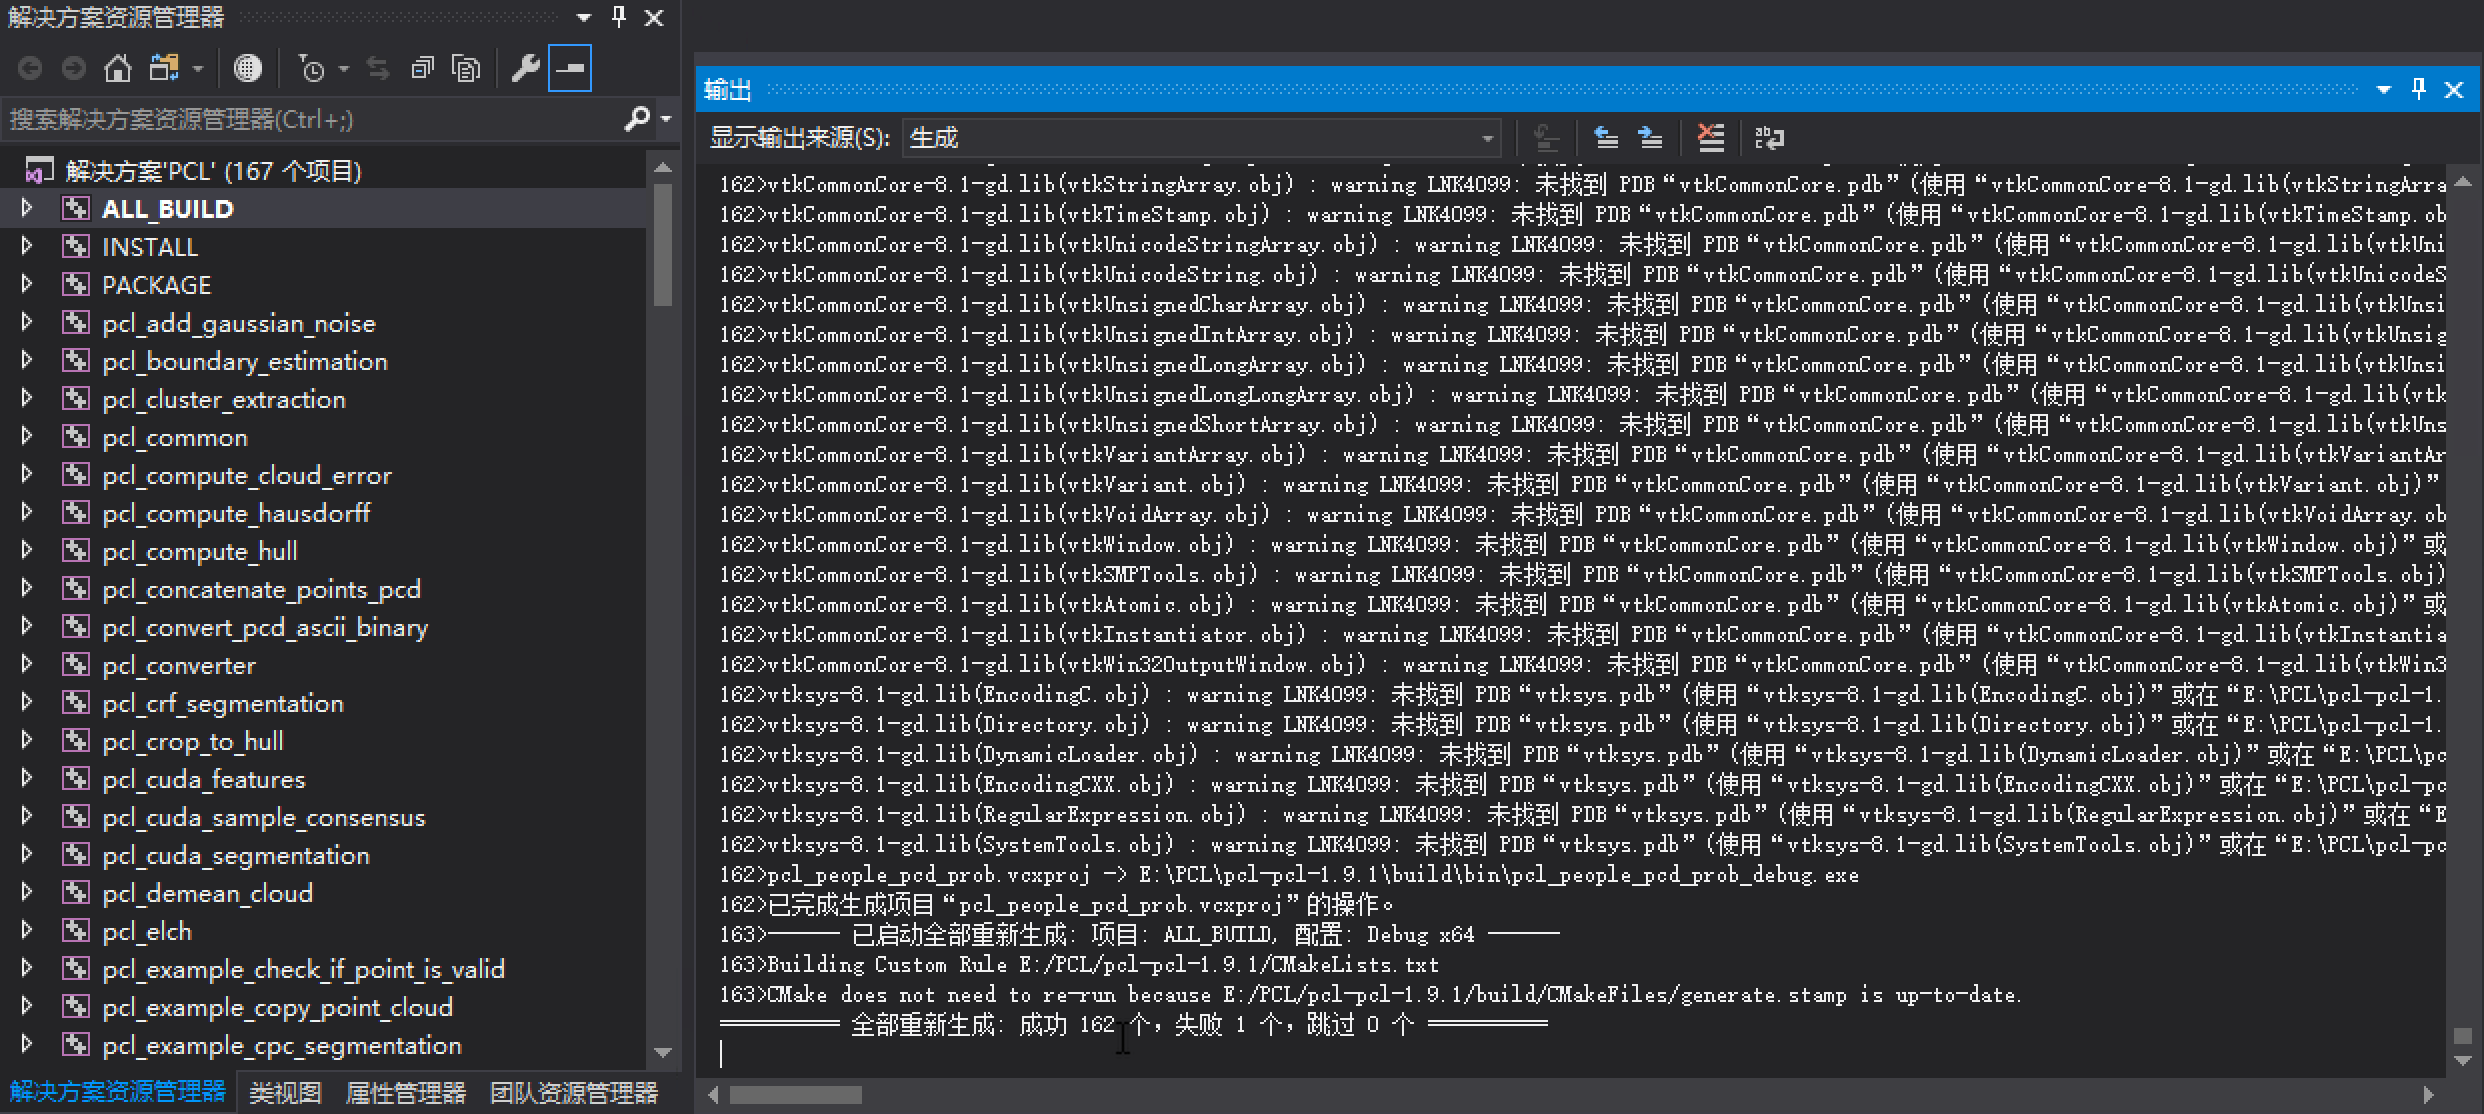 解决方案资源管理器
搜索解决方案资源管理器(Ctrl+;)
解决方案'PCL' (167 个项目)
ALL_BUILD
INSTALL
PACKAGE
pcl_add_gaussian_noise
pcl_boundary_estimation
pcl_cluster_extraction
pcl_common
pcl_compute_cloud_error
pcl_compute_hausdorff
pcl_compute_hull
pcl_concatenate_points_pcd
pcl_convert_pcd_ascii_binary
pcl_converter
pcl_crf_segmentation
pcl_crop_to_hull
pcl_cuda_features
pcl_cuda_sample_consensus
pcl_cuda_segmentation
pcl_demean_cloud
pcl_elch
pcl_example_check_if_point_is_valid
pcl_example_copy_point_cloud
pcl_example_cpc_segmentation
解决方案资源管理器 类视图 属性管理器 团队资源管理器
输出
显示输出来源(S): 生成
162>vtkCommonCore-8.1-gd.lib(vtkStringArray.obj) : warning LNK4099: 未找到 PDB“vtkCommonCore.pdb”(使用“vtkCommonCore-8.1-gd.lib(vtkStringArra
162>vtkCommonCore-8.1-gd.lib(vtkTimeStamp.obj) : warning LNK4099: 未找到 PDB“vtkCommonCore.pdb”(使用“vtkCommonCore-8.1-gd.lib(vtkTimeStamp.ob
162>vtkCommonCore-8.1-gd.lib(vtkUnicodeStringArray.obj) : warning LNK4099: 未找到 PDB“vtkCommonCore.pdb”(使用“vtkCommonCore-8.1-gd.lib(vtkUni
162>vtkCommonCore-8.1-gd.lib(vtkUnicodeString.obj) : warning LNK4099: 未找到 PDB“vtkCommonCore.pdb”(使用“vtkCommonCore-8.1-gd.lib(vtkUnicodeS
162>vtkCommonCore-8.1-gd.lib(vtkUnsignedCharArray.obj) : warning LNK4099: 未找到 PDB“vtkCommonCore.pdb”(使用“vtkCommonCore-8.1-gd.lib(vtkUnsi
162>vtkCommonCore-8.1-gd.lib(vtkUnsignedIntArray.obj) : warning LNK4099: 未找到 PDB“vtkCommonCore.pdb”(使用“vtkCommonCore-8.1-gd.lib(vtkUnsig
162>vtkCommonCore-8.1-gd.lib(vtkUnsignedLongArray.obj) : warning LNK4099: 未找到 PDB“vtkCommonCore.pdb”(使用“vtkCommonCore-8.1-gd.lib(vtkUnsi
162>vtkCommonCore-8.1-gd.lib(vtkUnsignedLongLongArray.obj) : warning LNK4099: 未找到 PDB“vtkCommonCore.pdb”(使用“vtkCommonCore-8.1-gd.lib(vtk
162>vtkCommonCore-8.1-gd.lib(vtkUnsignedShortArray.obj) : warning LNK4099: 未找到 PDB“vtkCommonCore.pdb”(使用“vtkCommonCore-8.1-gd.lib(vtkUns
162>vtkCommonCore-8.1-gd.lib(vtkVariantArray.obj) : warning LNK4099: 未找到 PDB“vtkCommonCore.pdb”(使用“vtkCommonCore-8.1-gd.lib(vtkVariantAr
162>vtkCommonCore-8.1-gd.lib(vtkVariant.obj) : warning LNK4099: 未找到 PDB“vtkCommonCore.pdb”(使用“vtkCommonCore-8.1-gd.lib(vtkVariant.obj)”
162>vtkCommonCore-8.1-gd.lib(vtkVoidArray.obj) : warning LNK4099: 未找到 PDB“vtkCommonCore.pdb”(使用“vtkCommonCore-8.1-gd.lib(vtkVoidArray.ob
162>vtkCommonCore-8.1-gd.lib(vtkWindow.obj) : warning LNK4099: 未找到 PDB“vtkCommonCore.pdb”(使用“vtkCommonCore-8.1-gd.lib(vtkWindow.obj)”或
162>vtkCommonCore-8.1-gd.lib(vtkSMPTools.obj) : warning LNK4099: 未找到 PDB“vtkCommonCore.pdb”(使用“vtkCommonCore-8.1-gd.lib(vtkSMPTools.obj)
162>vtkCommonCore-8.1-gd.lib(vtkAtomic.obj) : warning LNK4099: 未找到 PDB“vtkCommonCore.pdb”(使用“vtkCommonCore-8.1-gd.lib(vtkAtomic.obj)”或
162>vtkCommonCore-8.1-gd.lib(vtkInstantiator.obj) : warning LNK4099: 未找到 PDB“vtkCommonCore.pdb”(使用“vtkCommonCore-8.1-gd.lib(vtkInstantia
162>vtkCommonCore-8.1-gd.lib(vtkWin32OutputWindow.obj) : warning LNK4099: 未找到 PDB“vtkCommonCore.pdb”(使用“vtkCommonCore-8.1-gd.lib(vtkWin3
162>vtksys-8.1-gd.lib(EncodingC.obj) : warning LNK4099: 未找到 PDB“vtksys.pdb”(使用“vtksys-8.1-gd.lib(EncodingC.obj)”或在“E:\PCL\pcl-pcl-1.
162>vtksys-8.1-gd.lib(Directory.obj) : warning LNK4099: 未找到 PDB“vtksys.pdb”(使用“vtksys-8.1-gd.lib(Directory.obj)”或在“E:\PCL\pcl-pcl-1.
162>vtksys-8.1-gd.lib(DynamicLoader.obj) : warning LNK4099: 未找到 PDB“vtksys.pdb”(使用“vtksys-8.1-gd.lib(DynamicLoader.obj)”或在“E:\PCL\pc
162>vtksys-8.1-gd.lib(EncodingCXX.obj) : warning LNK4099: 未找到 PDB“vtksys.pdb”(使用“vtksys-8.1-gd.lib(EncodingCXX.obj)”或在“E:\PCL\pcl-pc
162>vtksys-8.1-gd.lib(RegularExpression.obj) : warning LNK4099: 未找到 PDB“vtksys.pdb”(使用“vtksys-8.1-gd.lib(RegularExpression.obj)”或在“E
162>vtksys-8.1-gd.lib(SystemTools.obj) : warning LNK4099: 未找到 PDB“vtksys.pdb”(使用“vtksys-8.1-gd.lib(SystemTools.obj)”或在“E:\PCL\pcl-pc
162>pcl_people_pcd_prob.vcxproj -> E:\PCL\pcl-pcl-1.9.1\build\bin\pcl_people_pcd_prob_debug.exe
162>已完成生成项目“pcl_people_pcd_prob.vcxproj”的操作。
163>------ 已启动全部重新生成: 项目: ALL_BUILD, 配置: Debug x64 ------
163>Building Custom Rule E:/PCL/pcl-pcl-1.9.1/CMakeLists.txt
163>CMake does not need to re-run because E:/PCL/pcl-pcl-1.9.1/build/CMakeFiles/generate.stamp is up-to-date.
========== 全部重新生成: 成功 162 个，失败 1 个，跳过 0 个 ==========